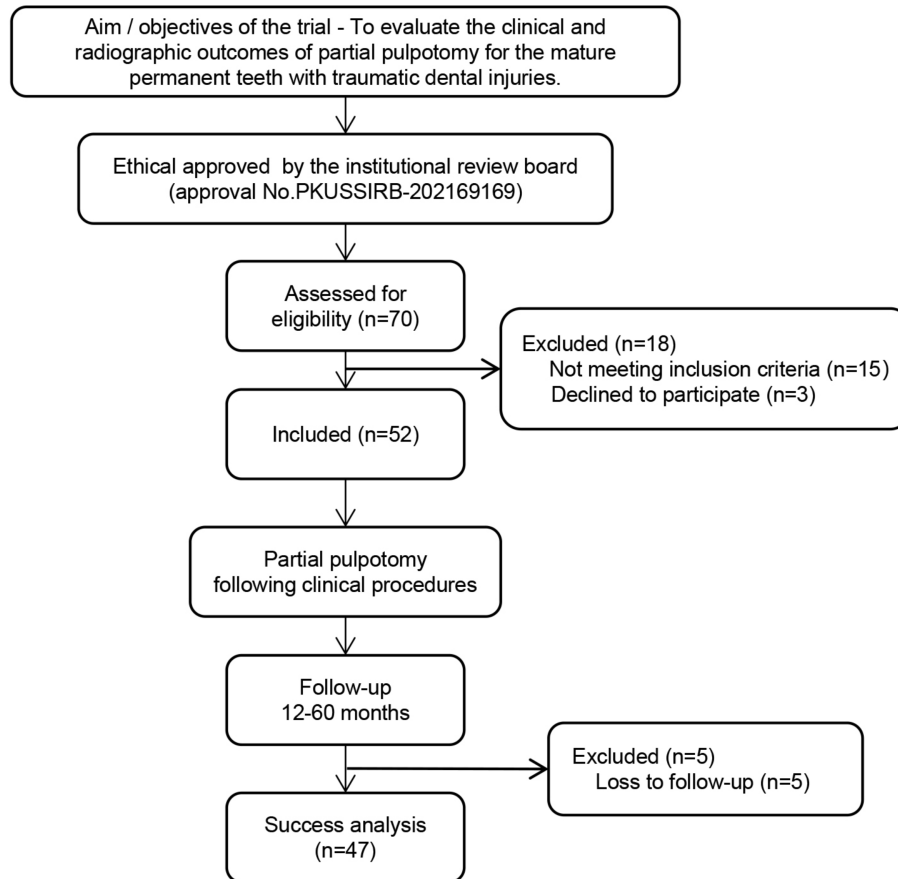 Aim / objectives of the trial - To evaluate the clinical and
radiographic outcomes of partial pulpotomy for the mature
permanent teeth with traumatic dental injuries.
Ethical approved by the institutional review board
(approval No.PKUSSIRB-202169169)
Assessed for
eligibility (n=70)
Excluded (n=18)
Not meeting inclusion criteria (n=15)
Declined to participate (n=3)
Included (n=52)
Partial pulpotomy
following clinical procedures
Follow-up
12-60 months
Excluded (n=5)
Loss to follow-up (n=5)
Success analysis
(n=47)